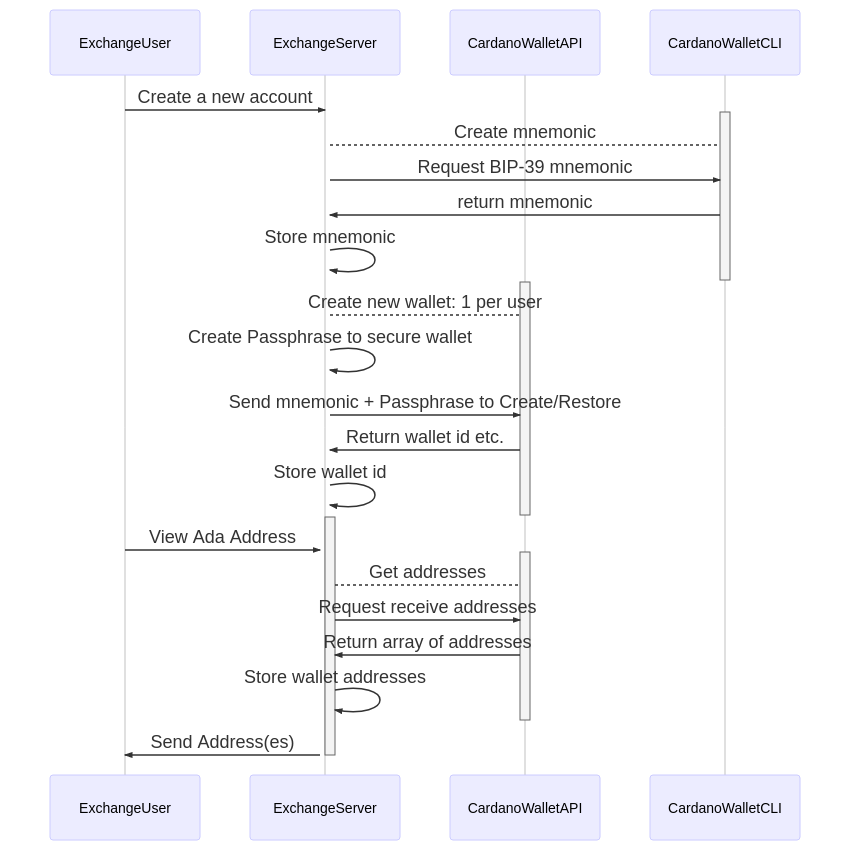 ExchangeUser
ExchangeServer
CardanoWalletAPI
CardanoWalletCLI
Create a new account
Create mnemonic
Request BIP-39 mnemonic
return mnemonic
Store mnemonic
Create new wallet: 1 per user
Create Passphrase to secure wallet
Send mnemonic + Passphrase to Create/Restore
Return wallet id etc.
Store wallet id
View Ada Address
Get addresses
Request receive addresses
Return array of addresses
Store wallet addresses
Send Address(es)
ExchangeUser
ExchangeServer
CardanoWalletAPI
CardanoWalletCLI